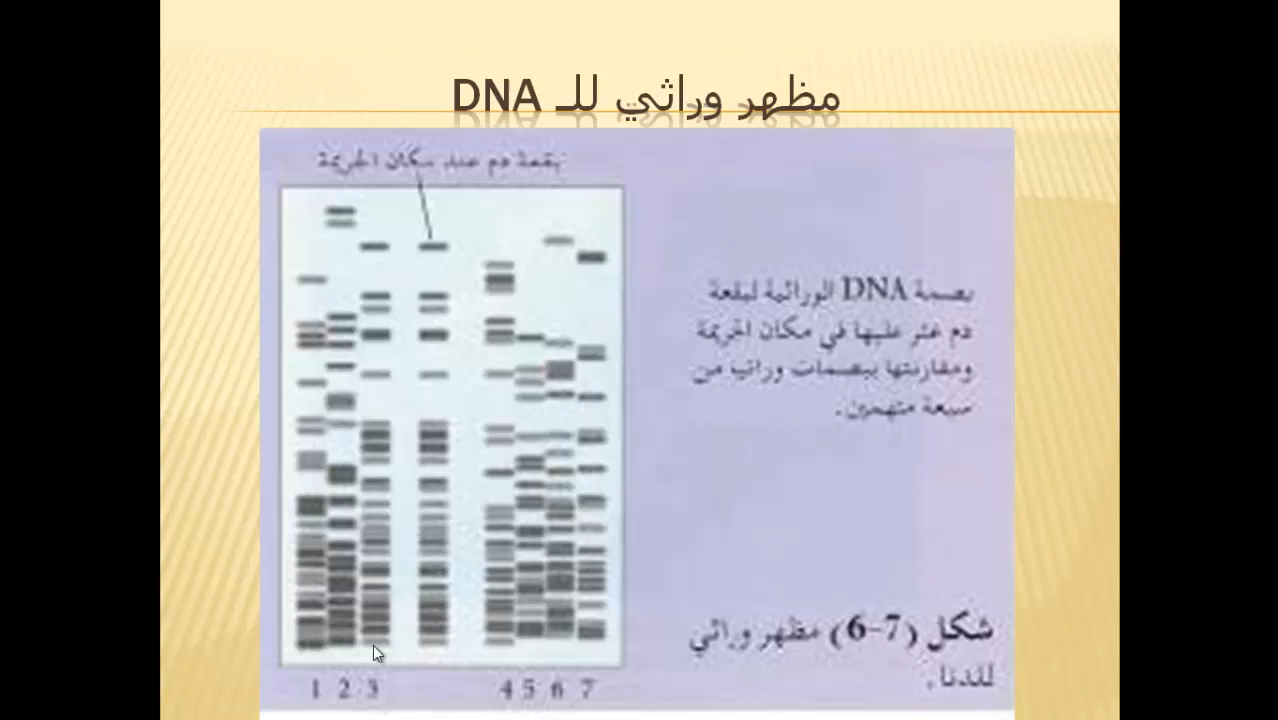 مظهر وراثي للـ DNA
بقعة دم عند مكان الجريمة
بصمة DNA الوراثية لبقعة
دم عثر عليها في مكان الجريمة
ومقارنتها ببصمات وراثية من
سبعة متهمين.
شكل (7-6) مظهر وراثي
للدنا.
1 2 3 4 5 6 7